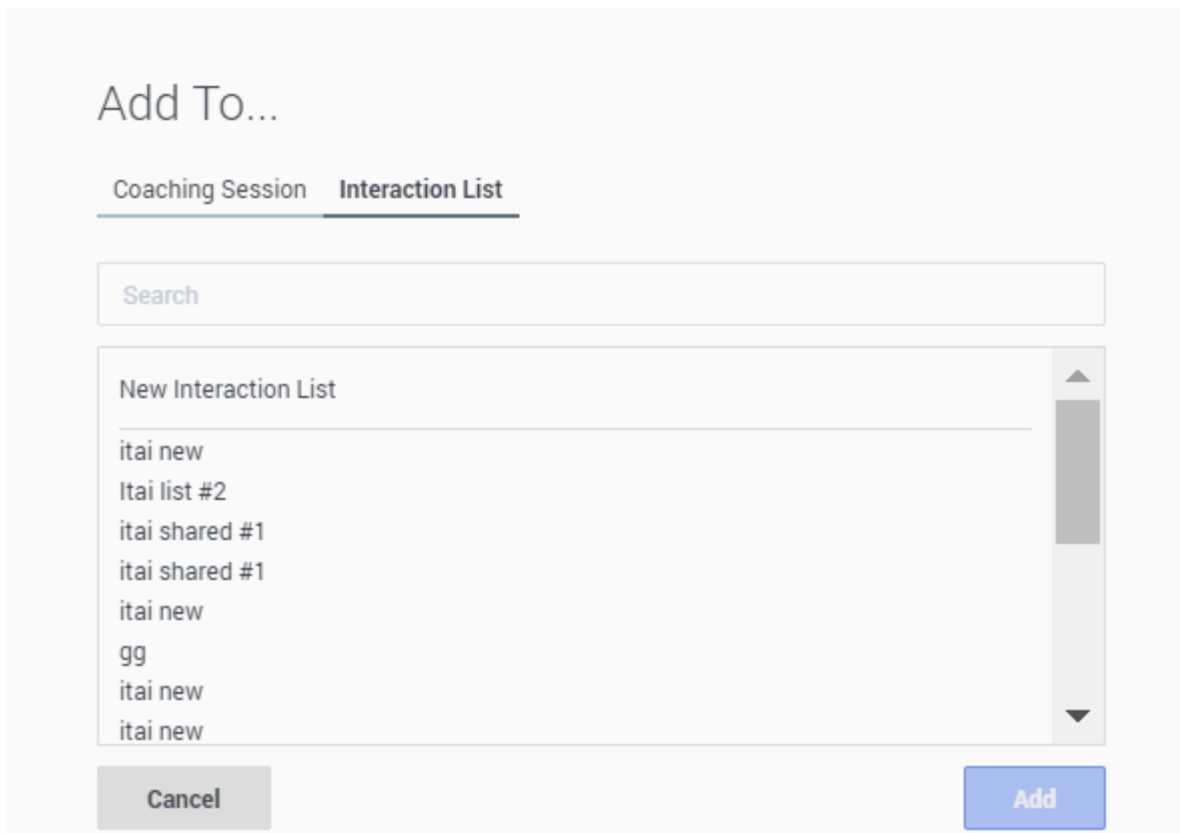 Add To...
Coaching Session Interaction List
Search
New Interaction List
itai new
Itai list #2
itai shared #1
itai shared #1
itai new
gg
itai new
itai new
Cancel Add